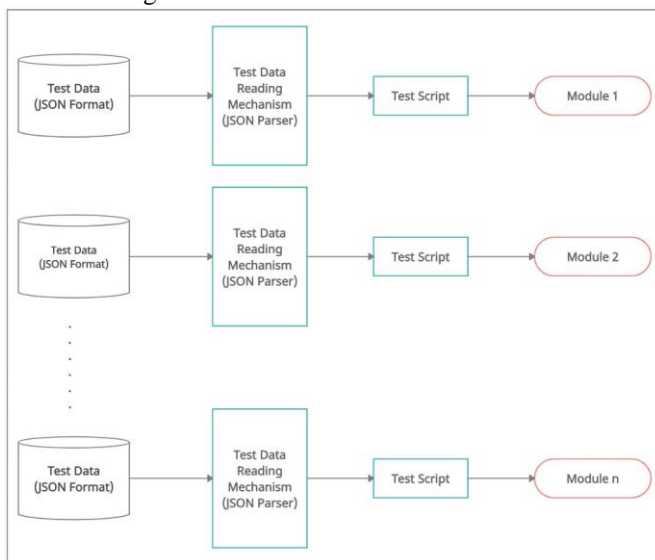 Test Data
(JSON Format)
Test Data
Reading
Mechanism
(JSON Parser)
Test Script
Module 1
Test Data
(JSON Format)
Test Data
Reading
Mechanism
(JSON Parser)
Test Script
Module 2
Test Data
(JSON Format)
Test Data
Reading
Mechanism
(JSON Parser)
Test Script
Module n